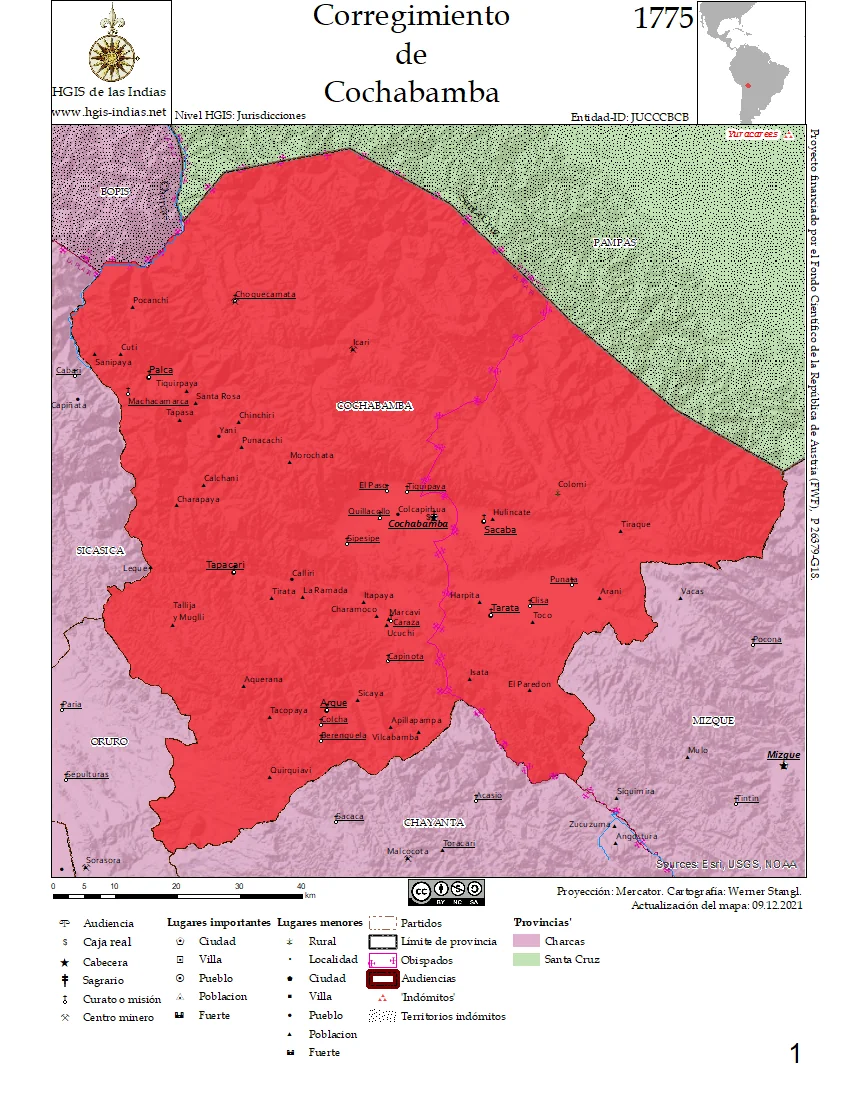 Corregimiento
de
Cochabamba
1775
HGIS de las Indias
www.hgis-indias.net
Nivel HGIS: Jurisdicciones
Entidad-ID: JUCCCBCB
Yuracarees
BOPIS
PAMPAS
Choquecamata
Pocanchi
Icari
Cuti
Sanipaya
Cabari
Palca
Tiquirpaya
Machacamarca
Santa Rosa
Capiñata
COCHABAMBA
Tapasa
Chinchiri
Yani
Punacachi
Morochata
Calchani
El Paso
Tiquipaya
Colomi
Charapaya
Quillacollo
Colcapirhua
Hulincate
Cochabamba
Sacaba
Tiraque
Sipesipe
SICASICA
Leque
Tapacari
Calliri
Punata
Tirata
La Ramada
Itapaya
Harpita
Clisa
Arani
Vacas
Tallija
y Muglli
Charamoco
Marcavi
Tarata
Caraza
Toco
Ucuchi
Pocona
Capinota
Isata
Aquerana
El Paredon
Sicaya
Paria
Arque
Tacopaya
Colcha
Apillapampa
MIZQUE
Berenguela
Vilcabamba
ORURO
Mulo
Mizque
Sepulturas
Quirquiavi
Siquimira
Acasio
Tintin
Sacaca
CHAYANTA
Zucuzuma
Angostura
Toracari
Malcocota
Sorasora
Sources: Esri, USGS, NOAA
Proyecto financiado por el Fondo Científico de la República de Austria (FWF), P 26379-G18.
0 5 10 20 30 40
km
CC BY NC SA
Proyección: Mercator. Cartografía: Werner Stangl.
Actualización del mapa: 09.12.2021
Audiencia
Caja real
Cabecera
Sagrario
Curato o misión
Centro minero
Lugares importantes
Ciudad
Villa
Pueblo
Poblacion
Fuerte
Lugares menores
Rural
Localidad
Ciudad
Villa
Pueblo
Poblacion
Fuerte
Partidos
Límite de provincia
Obispados
Audiencias
'Indómitos'
Territorios indómitos
'Provincias'
Charcas
Santa Cruz
1